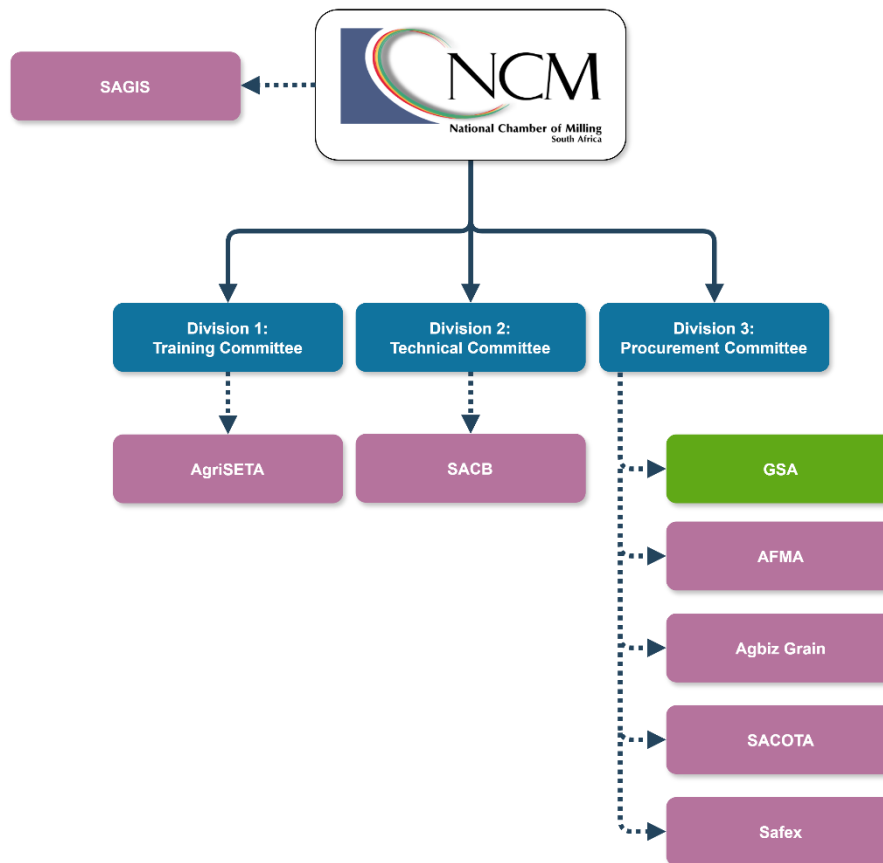 SAGIS
NCM
National Chamber of Milling
South Africa
Division 1:
Training Committee
Division 2:
Technical Committee
Division 3:
Procurement Committee
AgriSETA
SACB
GSA
AFMA
Agbiz Grain
SACOTA
Safex